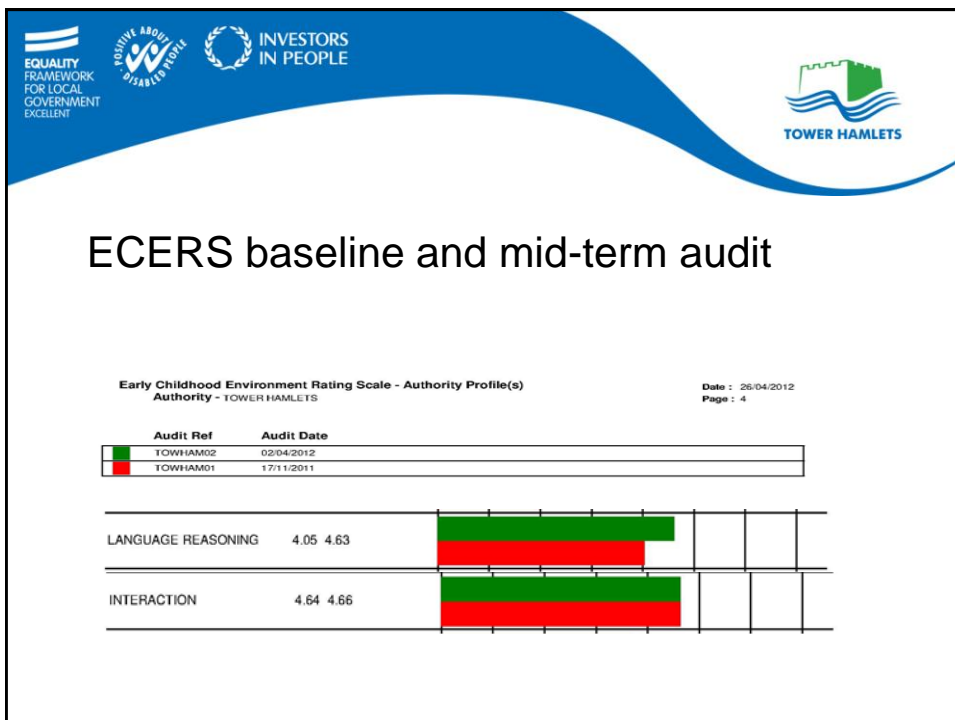 EQUALITY
FRAMEWORK
FOR LOCAL
GOVERNMENT
EXCELLENT
POSITIVE ABOUT
DISABLED PEOPLE
INVESTORS
IN PEOPLE
TOWER HAMLETS
ECERS baseline and mid-term audit
Early Childhood Environment Rating Scale - Authority Profile(s)
Authority - TOWER HAMLETS
Date : 26/04/2012
Page : 4
Audit Ref Audit Date
TOWHAM02 02/04/2012
TOWHAM01 17/11/2011
LANGUAGE REASONING 4.05 4.63
INTERACTION 4.64 4.66